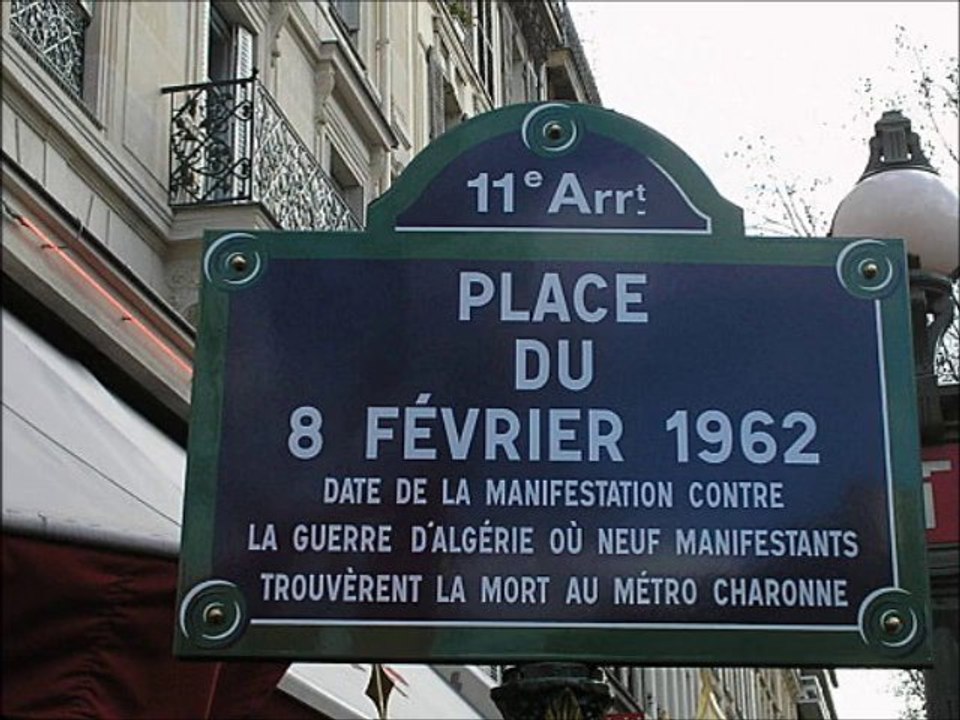 11e Arrt
PLACE
DU
8 FÉVRIER 1962
DATE DE LA MANIFESTATION CONTRE
LA GUERRE D'ALGÉRIE OÙ NEUF MANIFESTANTS
TROUVÈRENT LA MORT AU MÉTRO CHARONNE